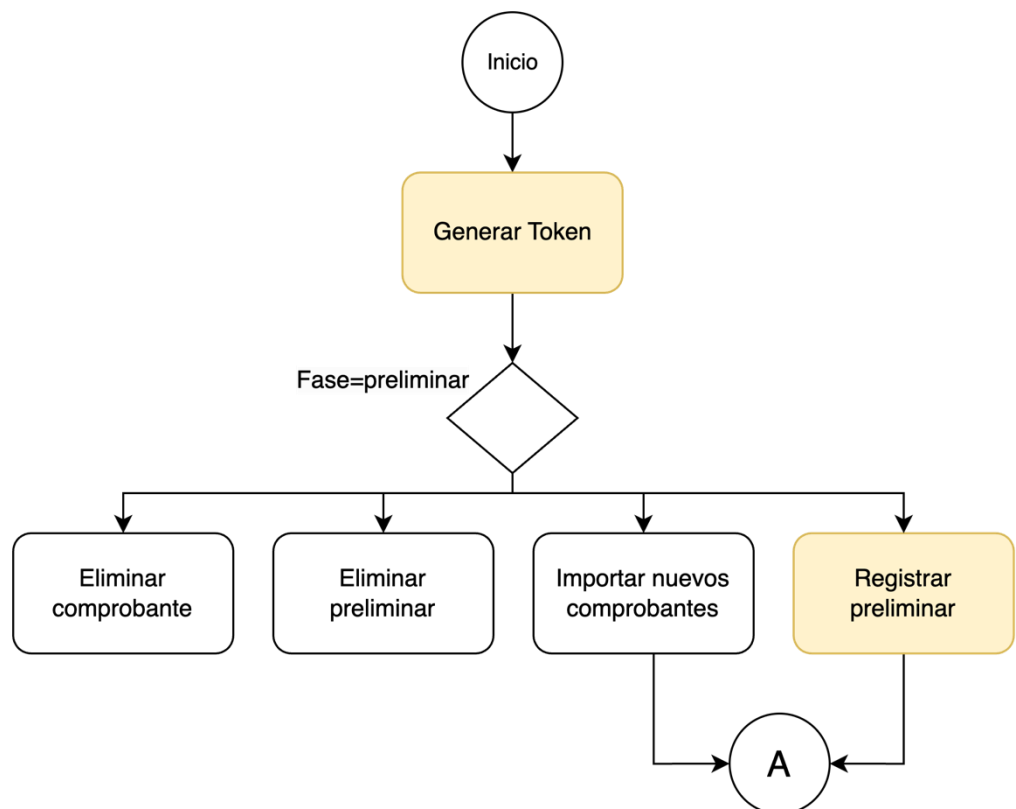 Inicio
Generar Token
Fase=preliminar
Eliminar
comprobante
Eliminar
preliminar
Importar nuevos
comprobantes
Registrar
preliminar
A